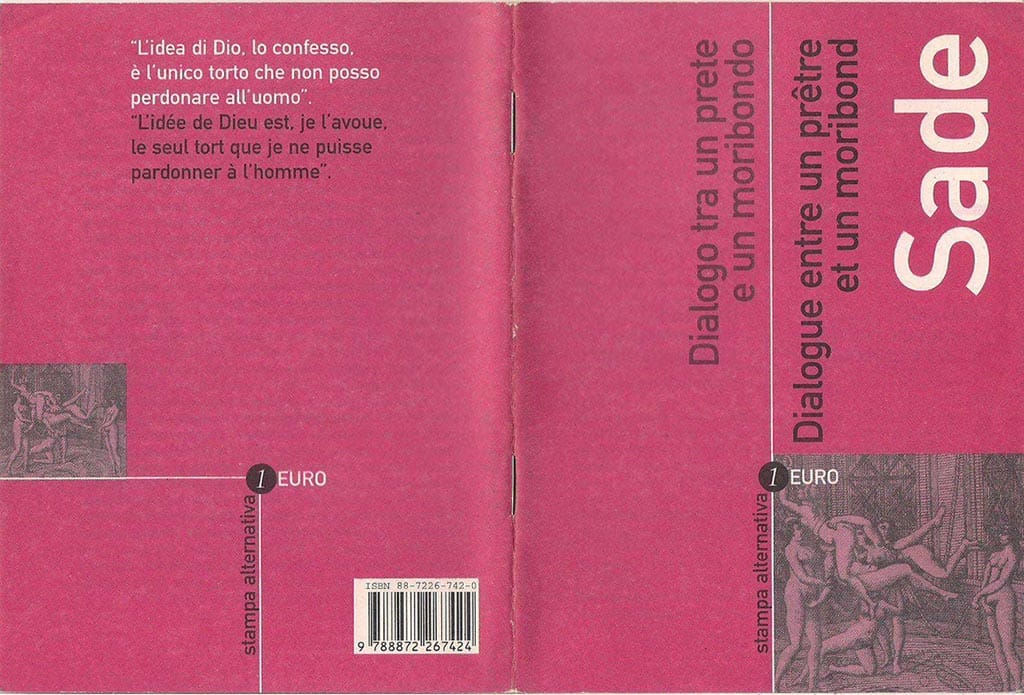 “L’idea di Dio, lo confesso,
è l’unico torto che non posso
perdonare all’uomo”.
“L’idée de Dieu est, je l’avoue,
le seul tort que je ne puisse
pardonner à l’homme”.
1 EURO
stampa alternativa
ISBN 88-7226-742-0
9 788872 267424
Dialogo tra un prete
e un moribondo
Dialogue entre un prêtre
et un moribond
Sade
1 EURO
stampa alternativa